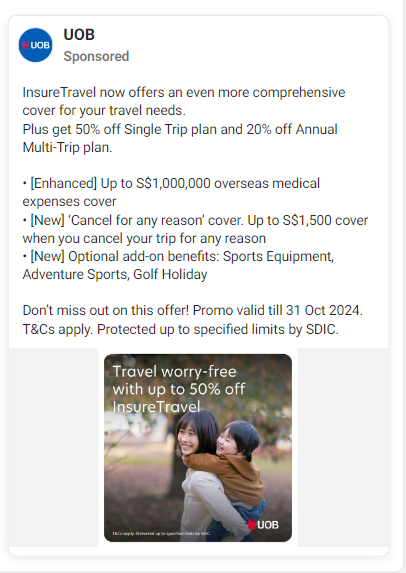 UOB
UOB
Sponsored
InsureTravel now offers an even more comprehensive
cover for your travel needs.
Plus get 50% off Single Trip plan and 20% off Annual
Multi-Trip plan.
• [Enhanced] Up to S$1,000,000 overseas medical
expenses cover
• [New] ‘Cancel for any reason’ cover. Up to S$1,500 cover
when you cancel your trip for any reason
• [New] Optional add-on benefits: Sports Equipment,
Adventure Sports, Golf Holiday
Don’t miss out on this offer! Promo valid till 31 Oct 2024.
T&Cs apply. Protected up to specified limits by SDIC.
Travel worry-free
with up to 50% off
InsureTravel
T&Cs apply. Protected up to specified limits by SDIC.
UOB